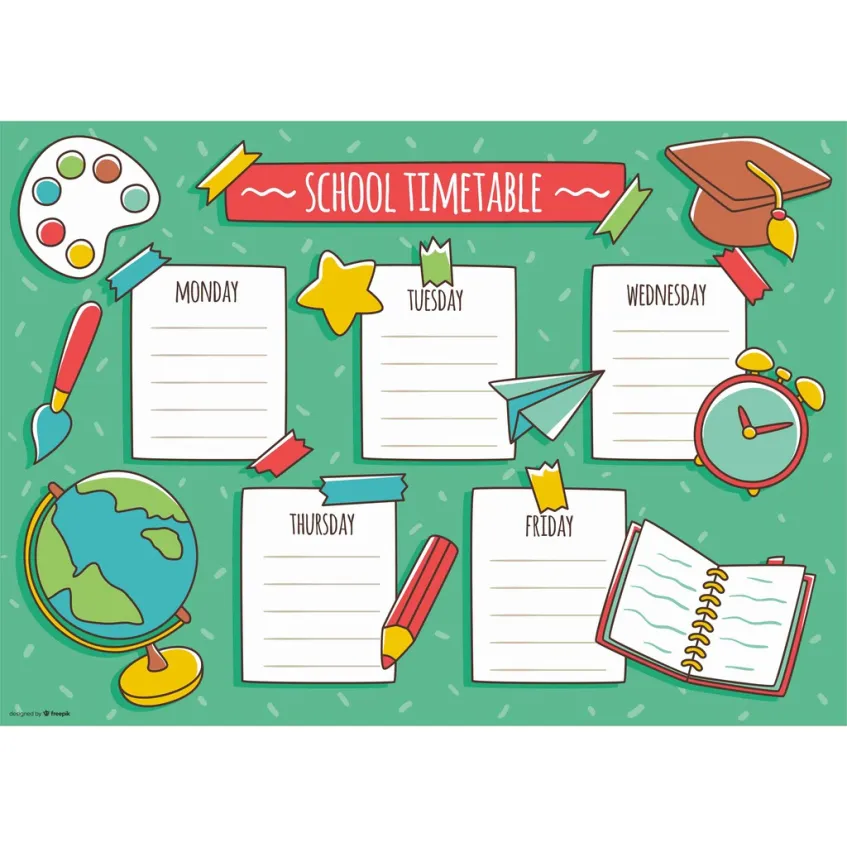 SCHOOL TIMETABLE
MONDAY
TUESDAY
WEDNESDAY
THURSDAY
FRIDAY
designed by freepik